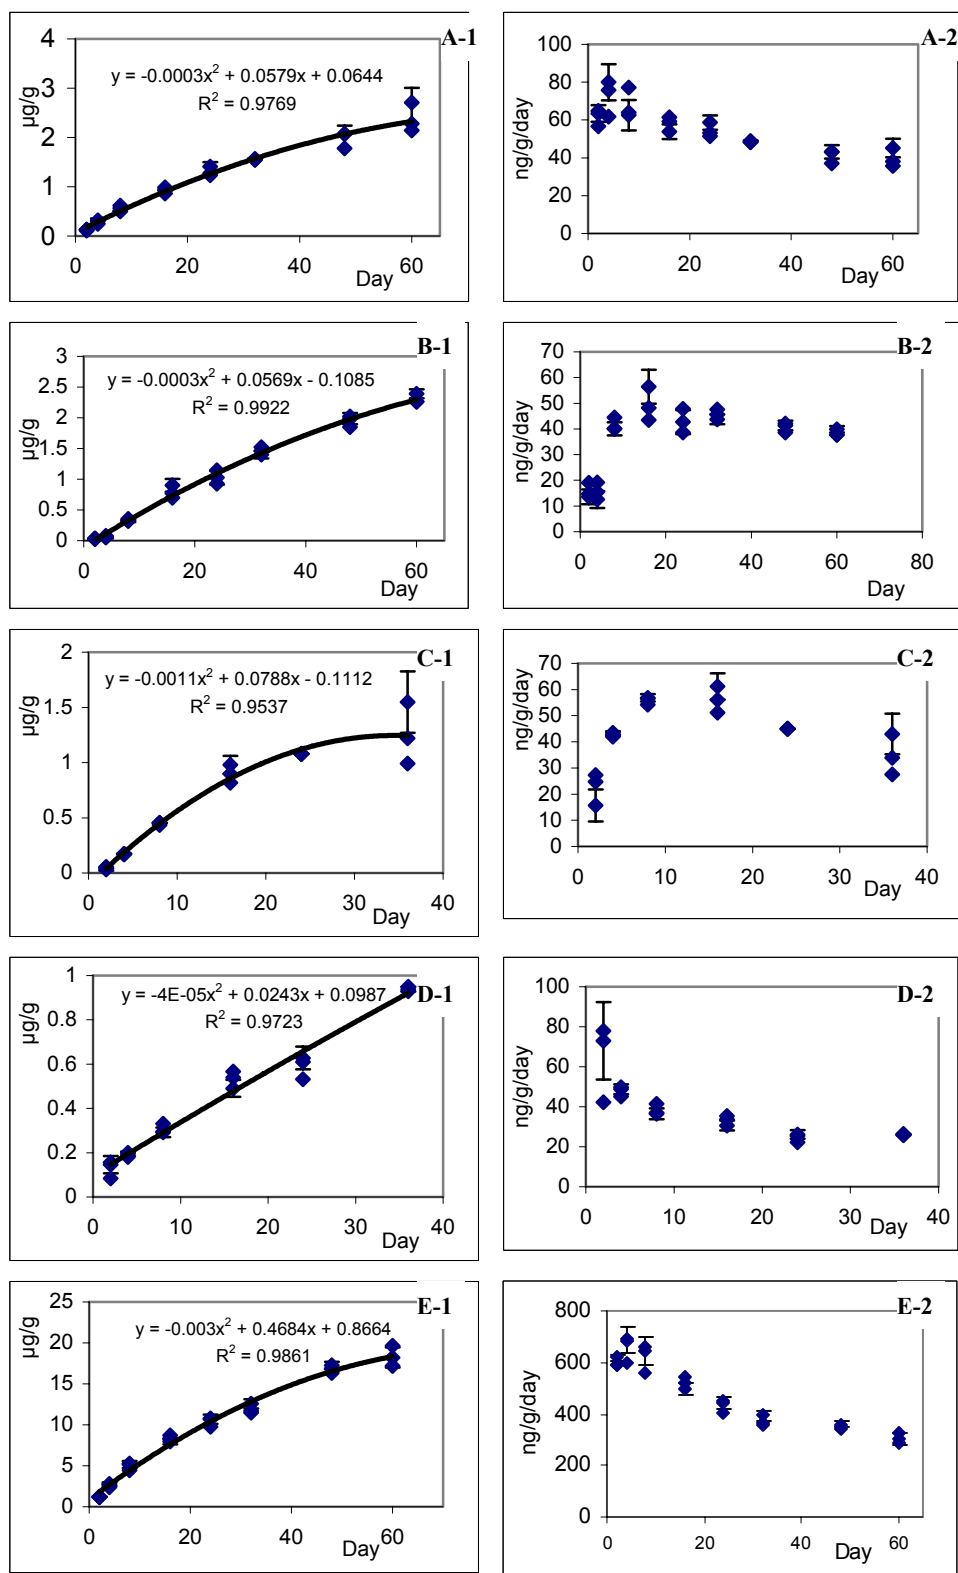 A-1
µg/g
y = -0.0003x² + 0.0579x + 0.0644
R² = 0.9769
4
3
2
1
0
0 20 40 60
Day
A-2
ng/g/day
100
80
60
40
20
0
0 20 40 60
Day
B-1
µg/g
y = -0.0003x² + 0.0569x - 0.1085
R² = 0.9922
3
2.5
2
1.5
1
0.5
0
0 20 40 60
Day
B-2
ng/g/day
70
60
50
40
30
20
10
0
0 20 40 60 80
Day
C-1
µg/g
y = -0.0011x² + 0.0788x - 0.1112
R² = 0.9537
2
1.5
1
0.5
0
0 10 20 30 40
Day
C-2
ng/g/day
70
60
50
40
30
20
10
0
0 10 20 30 40
Day
D-1
µg/g
y = -4E-05x² + 0.0243x + 0.0987
R² = 0.9723
1
0.8
0.6
0.4
0.2
0
0 10 20 30 40
Day
D-2
ng/g/day
100
80
60
40
20
0
0 10 20 30 40
Day
E-1
µg/g
y = -0.003x² + 0.4684x + 0.8664
R² = 0.9861
25
20
15
10
5
0
0 20 40 60
Day
E-2
ng/g/day
800
600
400
200
0
0 20 40 60
Day